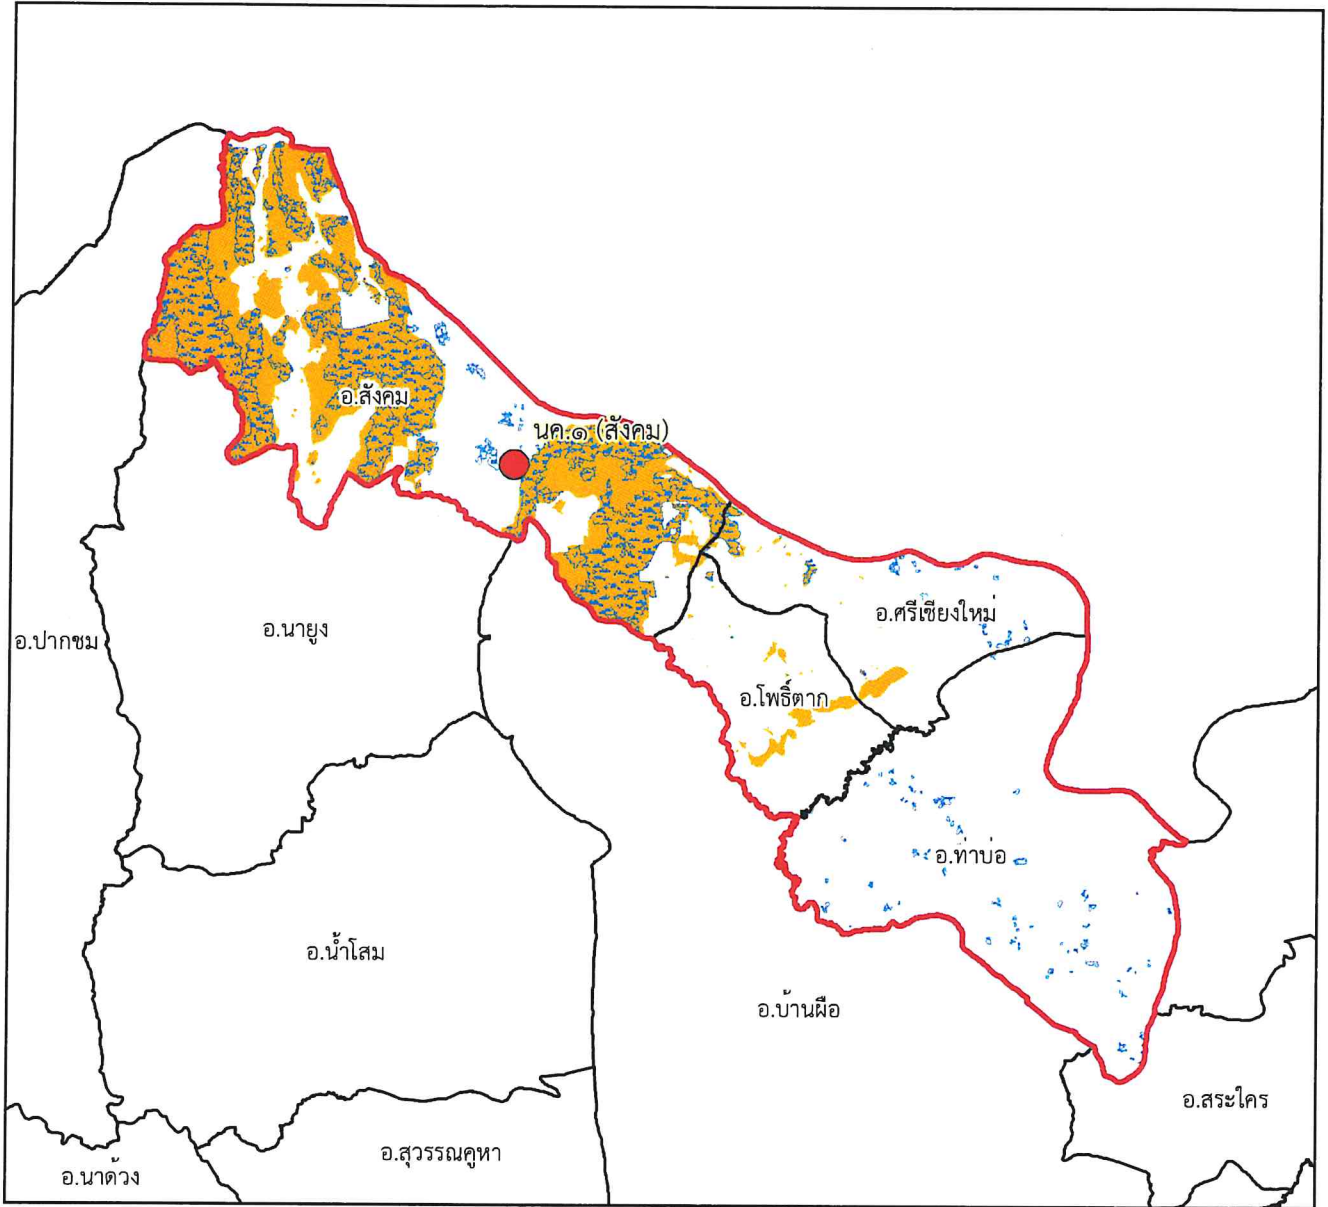 อ.สังคม
นค.๑ (สังคม)
อ.ศรีเชียงใหม่
อ.ปากชม
อ.นายูง
อ.โพธิ์ตาก
อ.ท่าบ่อ
อ.น้ำโสม
อ.บ้านผือ
อ.สระใคร
อ.สุวรรณคูหา
อ.นาด้วง